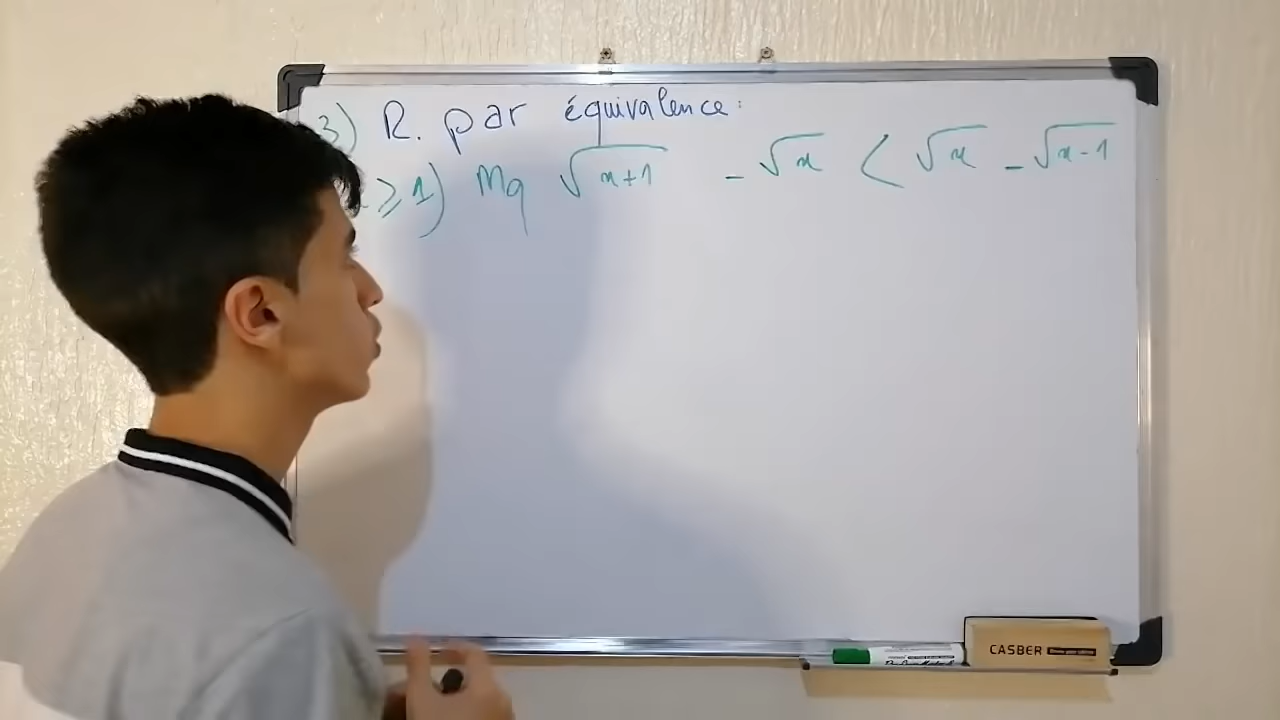 3) R. par équivalence:
≥1) Mq √(x+1) - √x < √x - √(x-1)
CASBER